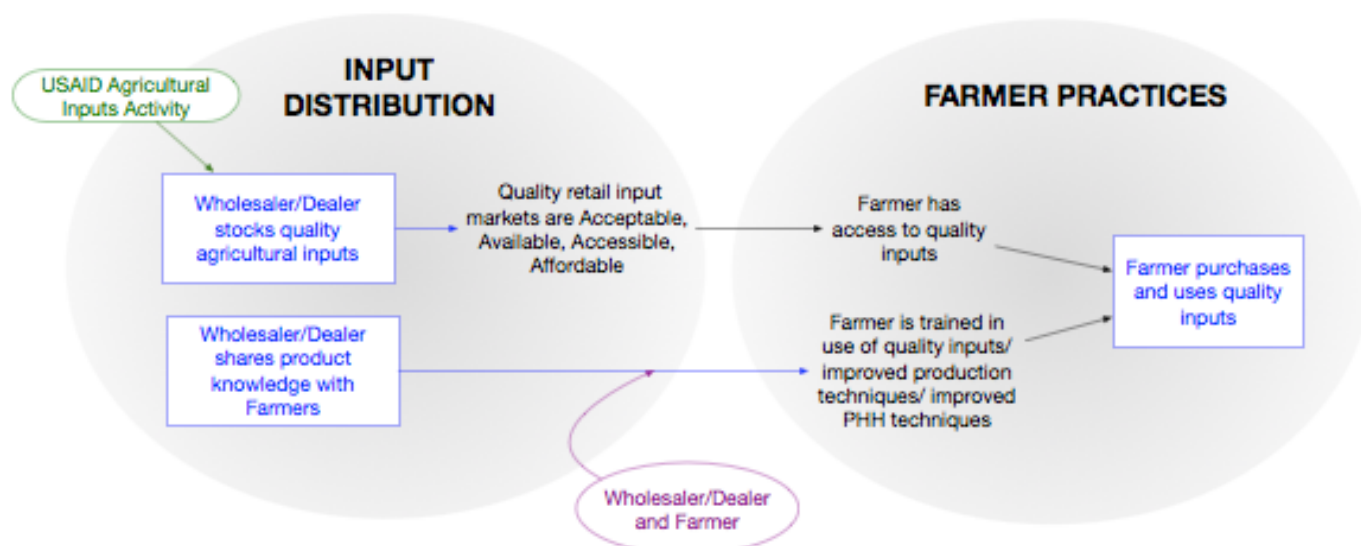 INPUT
DISTRIBUTION
USAID Agricultural
Inputs Activity
Wholesaler/Dealer
stocks quality
agricultural inputs
Quality retail input
markets are Acceptable,
Available, Accessible,
Affordable
Wholesaler/Dealer
shares product
knowledge with
Farmers
FARMER PRACTICES
Farmer has
access to quality
inputs
Farmer is trained in
use of quality inputs/
improved production
techniques/ improved
PHH techniques
Farmer purchases
and uses quality
inputs
Wholesaler/Dealer
and Farmer